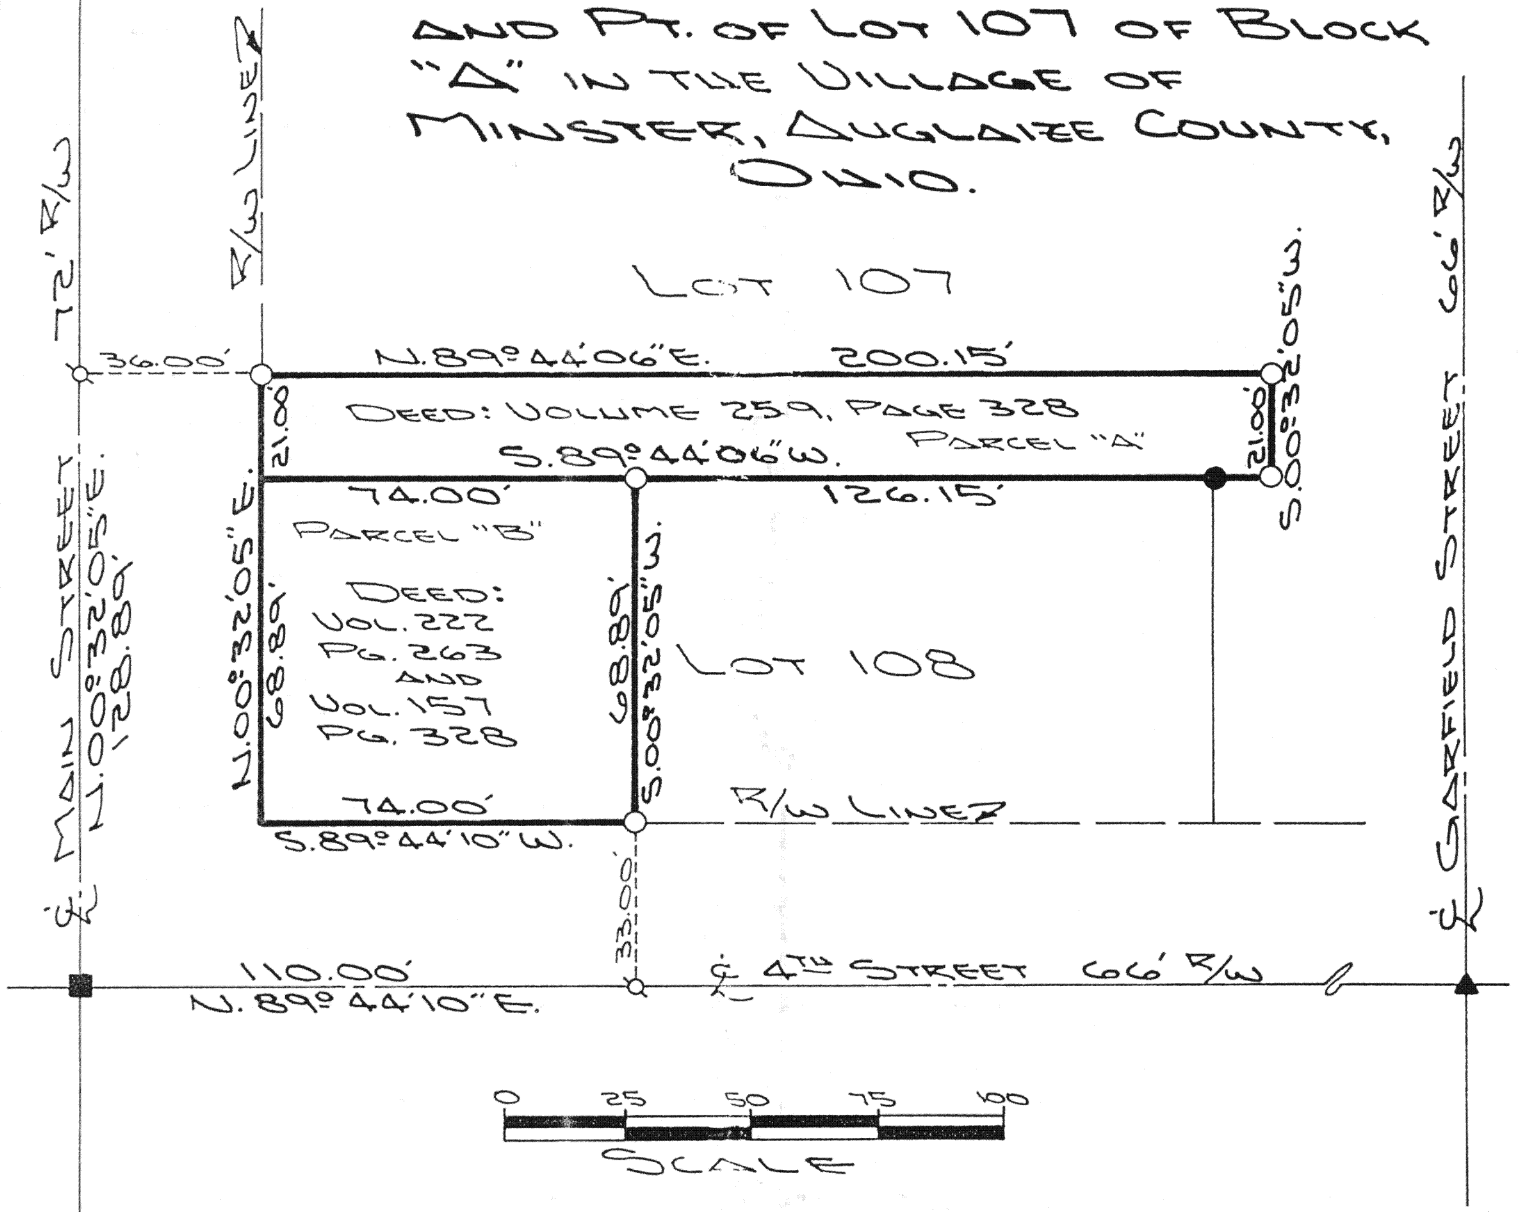 AND PT. OF LOT 107 OF BLOCK
"A" IN THE VILLAGE OF
MINSTER, AUGLAIZE COUNTY,
OHIO.
72' R/W
R/W LINE
66' R/W
LOT 107
S.00°32'05"W.
36.00'
N.89°44'06"E. 200.15'
21.00'
DEED: VOLUME 259, PAGE 328
PARCEL "A"
21.00'
S.89°44'06"W.
74.00'
126.15'
MAIN STREET
N.00°32'05"E.
128.89'
N.00°32'05"E.
68.89'
PARCEL "B"
DEED:
VOL. 222
PG. 263
AND
VOL. 157
PG. 328
68.89'
S.00°32'05"W.
LOT 108
GARFIELD STREET
74.00'
S.89°44'10"W.
R/W LINE
33.00'
℄
℄
110.00'
N.89°44'10"E.
℄ 4TH STREET 66' R/W
0 25 50 75 100
SCALE